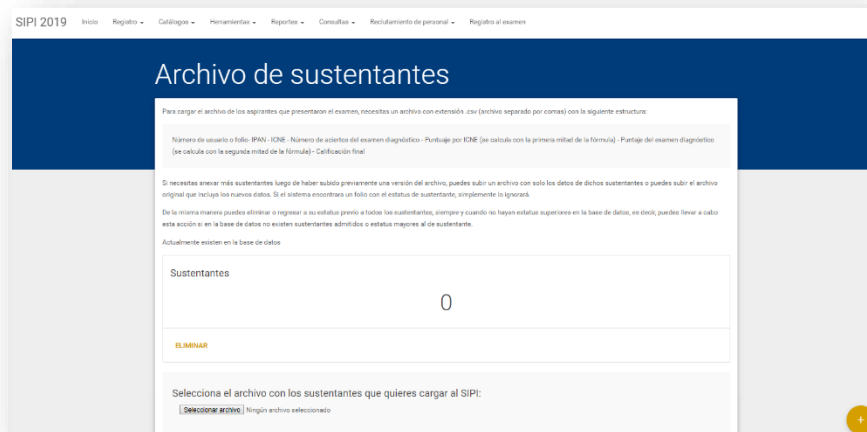 SIPI 2019 Inicio Registro Catálogos Herramientas Reportes Consultas Reclutamiento de personal Registro al examen
Archivo de sustentantes
Para cargar el archivo de los aspirantes que presentaron el examen, necesitas un archivo con extensión .csv (archivo separado por comas) con la siguiente estructura:
Número de usuario o folio- IPAN - ICNE - Número de aciertos del examen diagnóstico - Puntuaje por ICNE (se calcula con la primera mitad de la fórmula) - Puntaje del examen diagnóstico
(se calcula con la segunda mitad de la fórmula) - Calificación final
Si necesitas anexar más sustentantes luego de haber subido previamente una versión del archivo, puedes subir un archivo con solo los datos de dichos sustentantes o puedes subir el archivo
original que incluya los nuevos datos. Si el sistema encontrara un folio con el estatus de sustentante, simplemente lo ignorará.
De la misma manera puedes eliminar o regresar a su estatus previo a todos los sustentantes, siempre y cuando no hayan estatus superiores en la base de datos, es decir, puedes llevar a cabo
esta acción si en la base de datos no existen sustentantes admitidos o estatus mayores al de sustentante.
Actualmente existen en la base de datos
Sustentantes
0
ELIMINAR
Selecciona el archivo con los sustentantes que quieres cargar al SIPI:
Seleccionar archivo Ningún archivo seleccionado
+